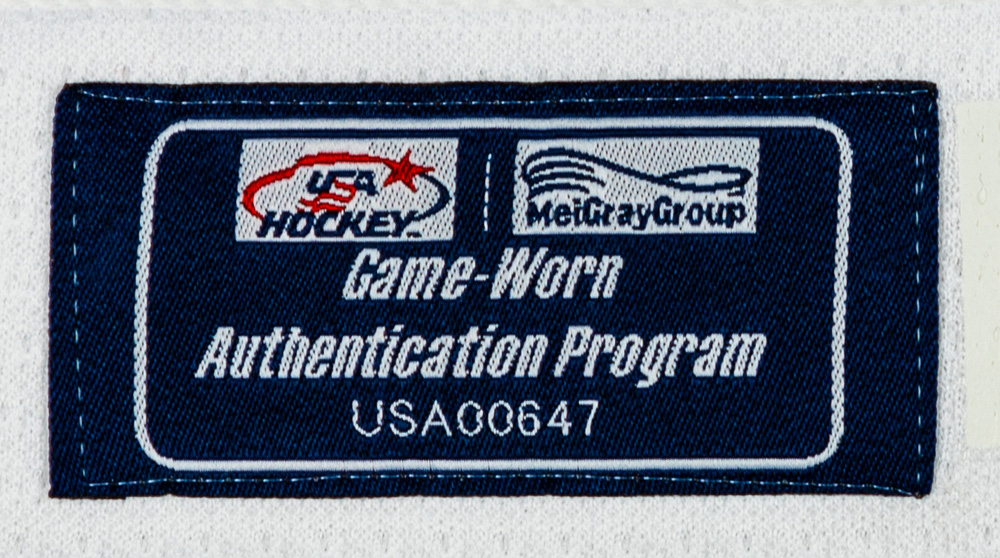 USA
HOCKEY
MeiGrayGroup
Game-Worn
Authentication Program
USA00647